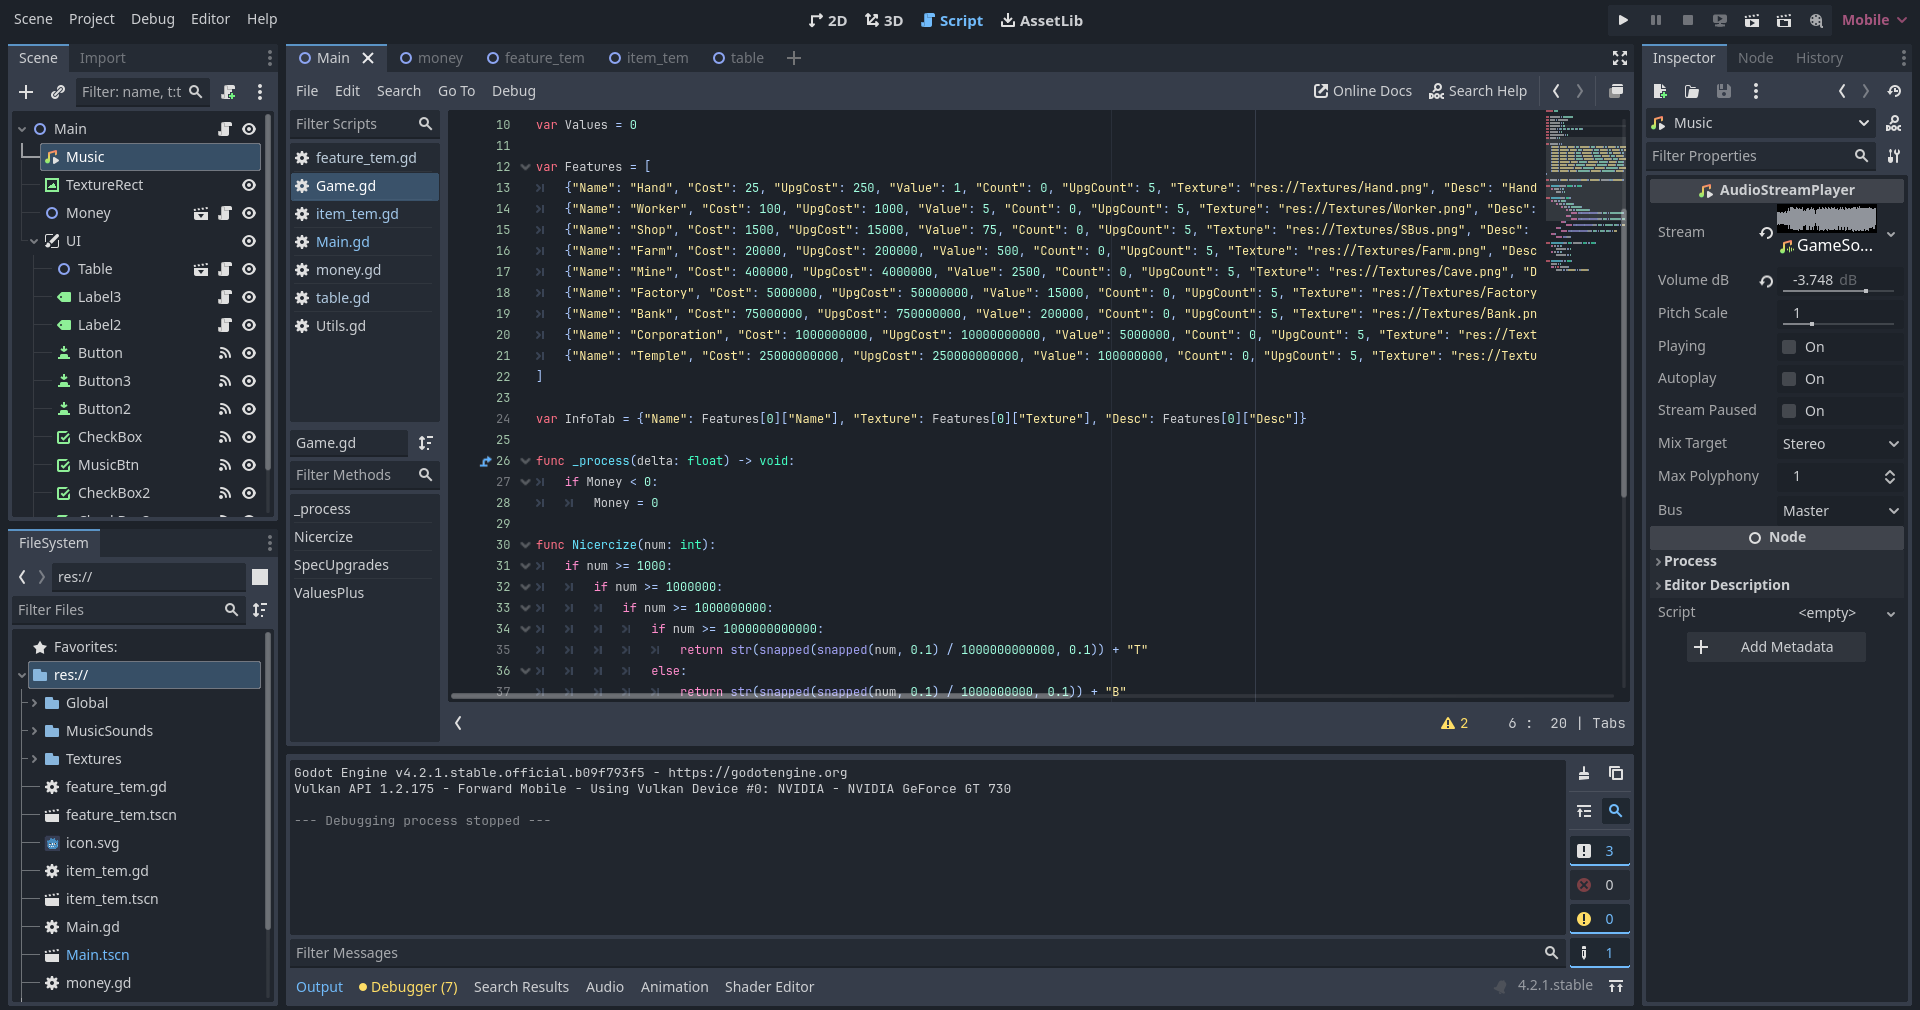 Scene Project Debug Editor Help
2D 3D Script AssetLib
Mobile
Scene Import
Filter: name, t:t
Main
Music
TextureRect
Money
UI
Table
Label3
Label2
Button
Button3
Button2
CheckBox
MusicBtn
CheckBox2
FileSystem
res://
Filter Files
Favorites:
res://
Global
MusicSounds
Textures
feature_tem.gd
feature_tem.tscn
icon.svg
item_tem.gd
item_tem.tscn
Main.gd
Main.tscn
money.gd
Main money feature_tem item_tem table
File Edit Search Go To Debug
Online Docs Search Help
Filter Scripts
feature_tem.gd
Game.gd
item_tem.gd
Main.gd
money.gd
table.gd
Utils.gd
Game.gd
Filter Methods
_process
Nicercize
SpecUpgrades
ValuesPlus
10 var Values = 0
11
12 var Features = [
13 {"Name": "Hand", "Cost": 25, "UpgCost": 250, "Value": 1, "Count": 0, "UpgCount": 5, "Texture": "res://Textures/Hand.png", "Desc": "Hand
14 {"Name": "Worker", "Cost": 100, "UpgCost": 1000, "Value": 5, "Count": 0, "UpgCount": 5, "Texture": "res://Textures/Worker.png", "Desc":
15 {"Name": "Shop", "Cost": 1500, "UpgCost": 15000, "Value": 75, "Count": 0, "UpgCount": 5, "Texture": "res://Textures/SBus.png", "Desc":
16 {"Name": "Farm", "Cost": 20000, "UpgCost": 200000, "Value": 500, "Count": 0, "UpgCount": 5, "Texture": "res://Textures/Farm.png", "Desc
17 {"Name": "Mine", "Cost": 400000, "UpgCost": 4000000, "Value": 2500, "Count": 0, "UpgCount": 5, "Texture": "res://Textures/Cave.png", "D
18 {"Name": "Factory", "Cost": 5000000, "UpgCost": 50000000, "Value": 15000, "Count": 0, "UpgCount": 5, "Texture": "res://Textures/Factory
19 {"Name": "Bank", "Cost": 75000000, "UpgCost": 750000000, "Value": 200000, "Count": 0, "UpgCount": 5, "Texture": "res://Textures/Bank.pn
20 {"Name": "Corporation", "Cost": 1000000000, "UpgCost": 10000000000, "Value": 5000000, "Count": 0, "UpgCount": 5, "Texture": "res://Text
21 {"Name": "Temple", "Cost": 25000000000, "UpgCost": 250000000000, "Value": 100000000, "Count": 0, "UpgCount": 5, "Texture": "res://Textu
22 ]
23
24 var InfoTab = {"Name": Features[0]["Name"], "Texture": Features[0]["Texture"], "Desc": Features[0]["Desc"]}
25
26 func _process(delta: float) -> void:
27 if Money < 0:
28 Money = 0
29
30 func Nicercize(num: int):
31 if num >= 1000:
32 if num >= 1000000:
33 if num >= 1000000000:
34 if num >= 1000000000000:
35 return str(snapped(snapped(num, 0.1) / 1000000000000, 0.1)) + "T"
36 else:
37 return str(snapped(snapped(num, 0.1) / 1000000000, 0.1)) + "B"
2 6 : 20 | Tabs
Godot Engine v4.2.1.stable.official.b09f793f5 - https://godotengine.org
Vulkan API 1.2.175 - Forward Mobile - Using Vulkan Device #0: NVIDIA - NVIDIA GeForce GT 730
--- Debugging process stopped ---
3
0
0
1
Filter Messages
Output Debugger (7) Search Results Audio Animation Shader Editor
4.2.1.stable
Inspector Node History
Music
Filter Properties
AudioStreamPlayer
Stream GameSo...
Volume dB -3.748 dB
Pitch Scale 1
Playing On
Autoplay On
Stream Paused On
Mix Target Stereo
Max Polyphony 1
Bus Master
Node
Process
Editor Description
Script <empty>
Add Metadata